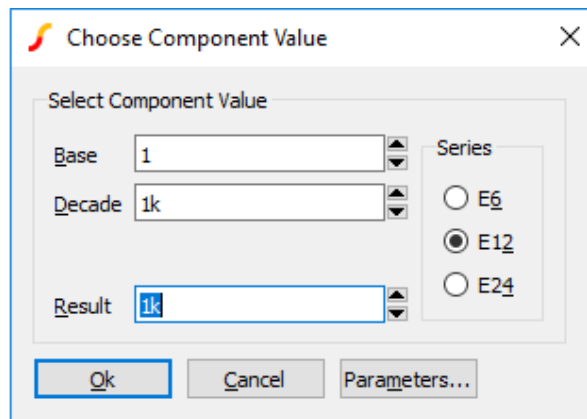 Choose Component Value
Select Component Value
Base 1
Decade 1k
Result 1k
Series
E6
E12
E24
Ok Cancel Parameters...